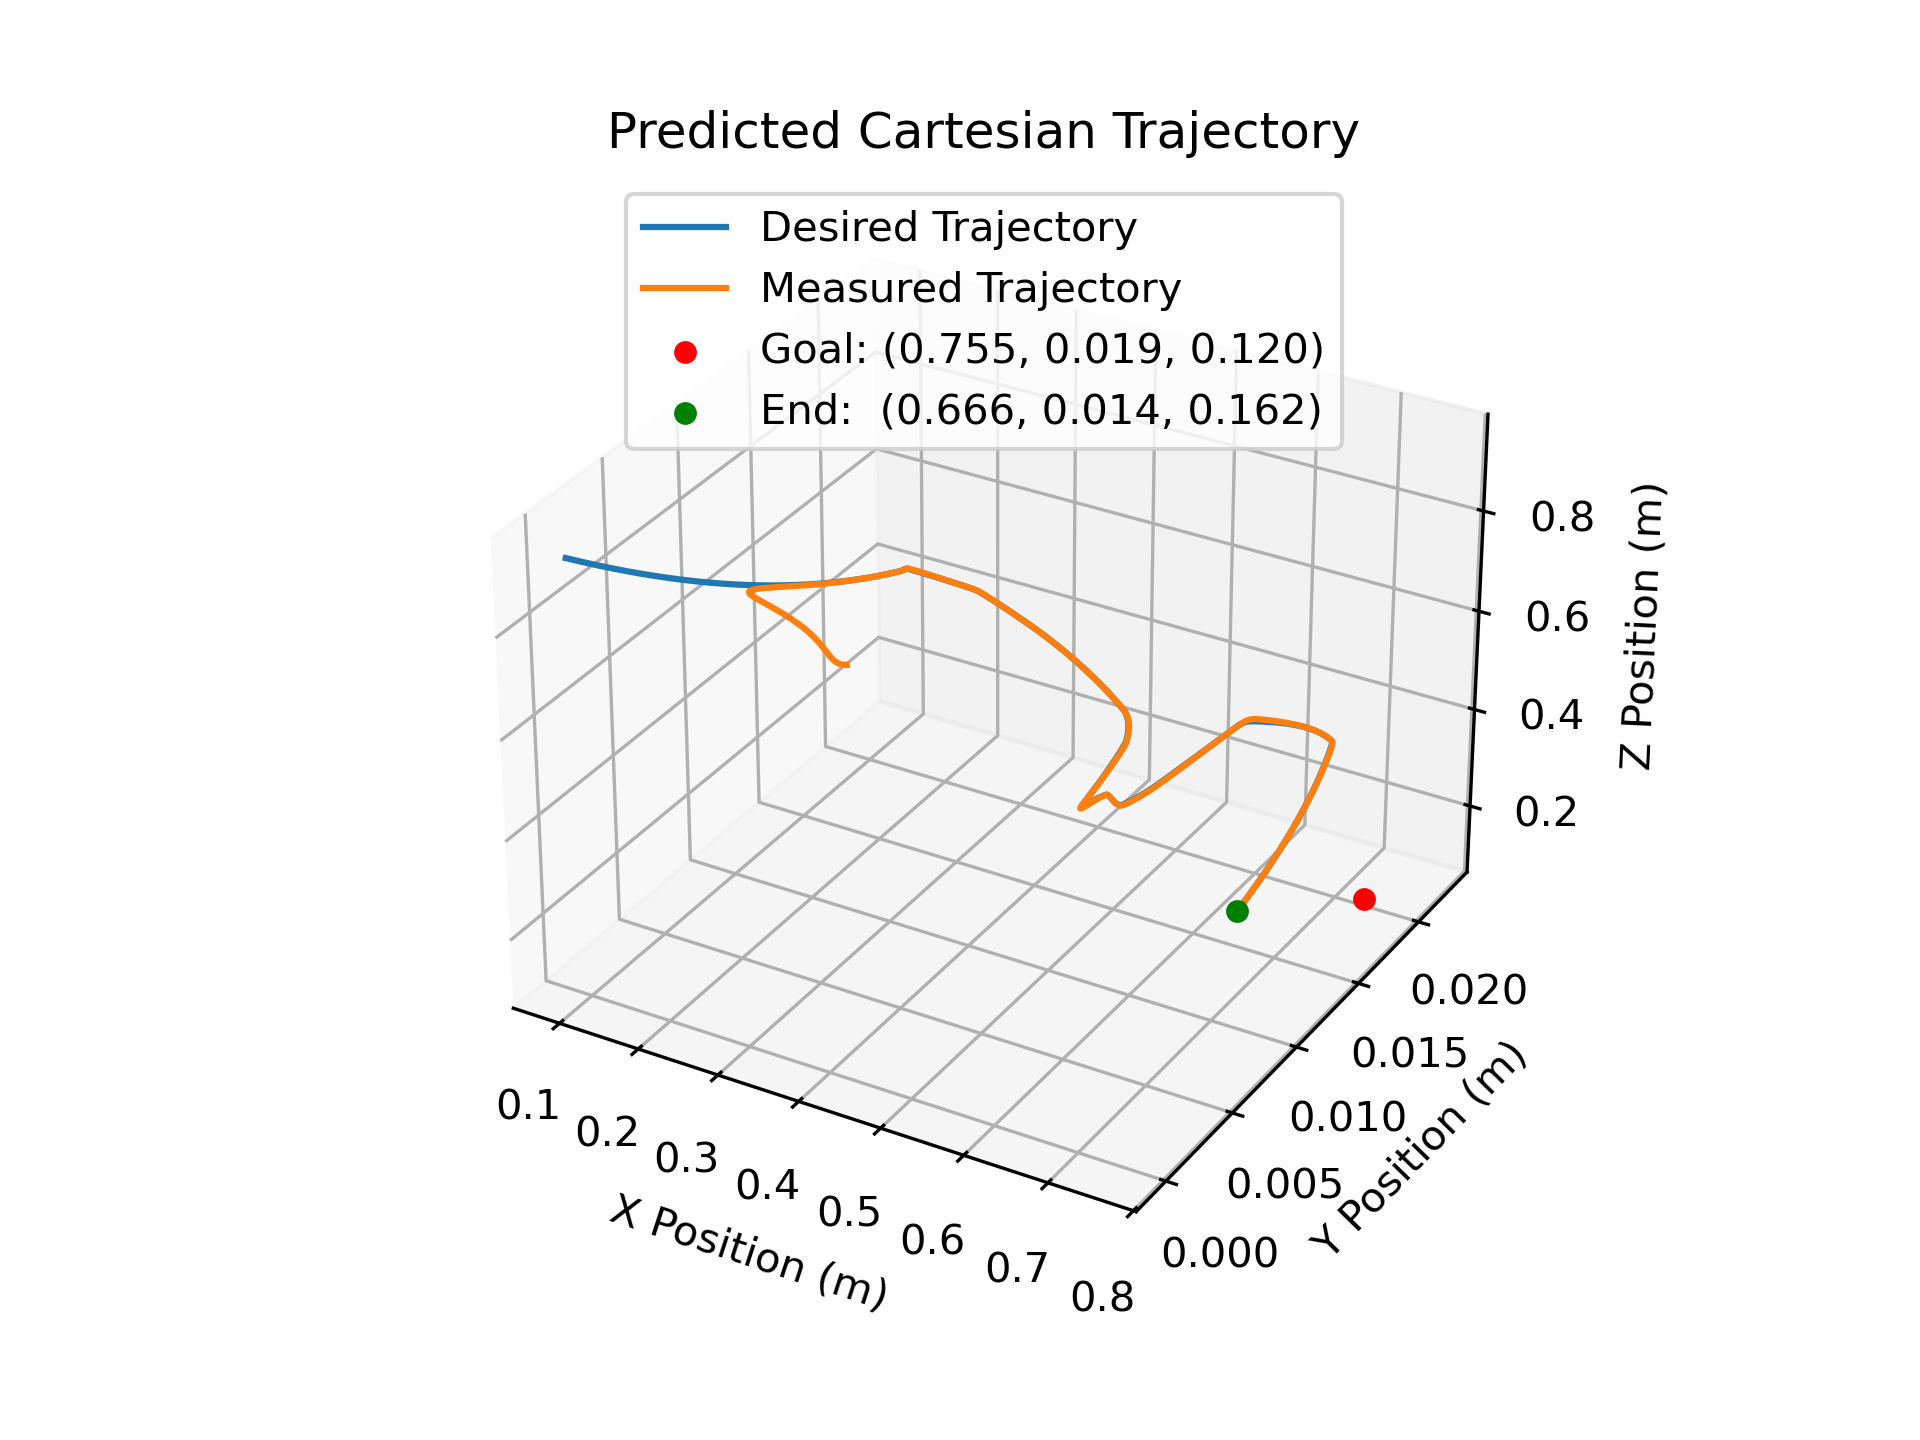 Predicted Cartesian Trajectory
Desired Trajectory
Measured Trajectory
Goal: (0.755, 0.019, 0.120)
End: (0.666, 0.014, 0.162)
0.8
0.6
0.4
0.2
Z Position (m)
0.020
0.015
0.010
0.005
0.000
Y Position (m)
0.1
0.2
0.3
0.4
0.5
0.6
0.7
0.8
X Position (m)